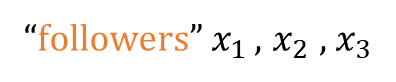 “followers” 𝑥₁ , 𝑥₂ , 𝑥₃